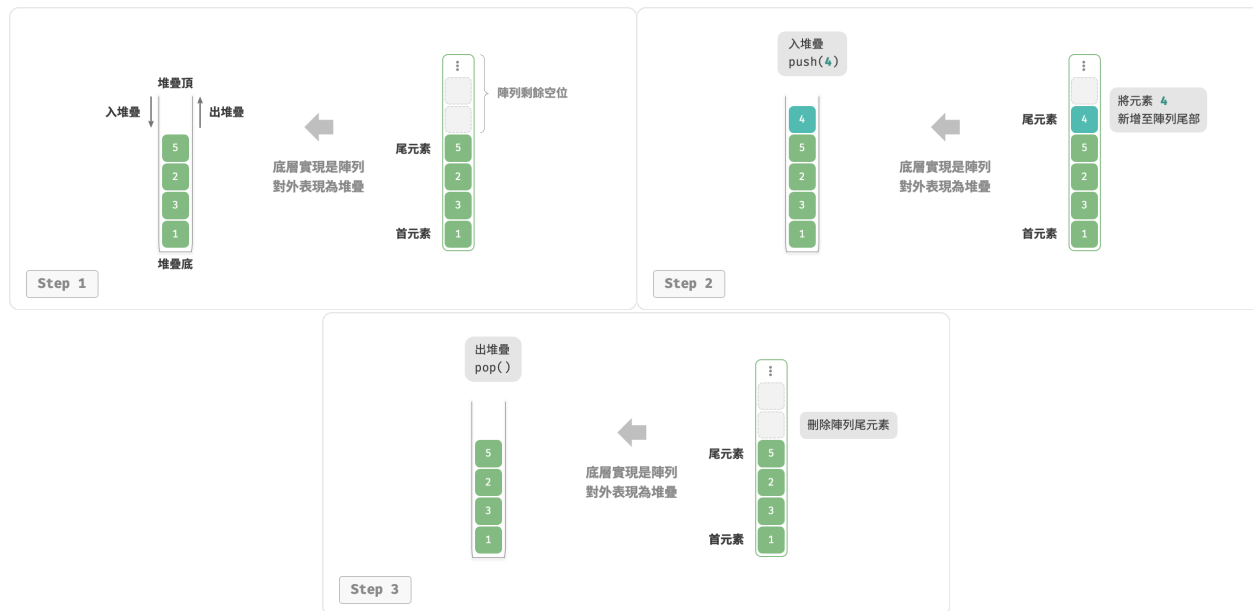 堆疊頂
入堆疊
出堆疊
5
2
3
1
堆疊底
底層實現是陣列
對外表現為堆疊
陣列剩餘空位
尾元素
5
2
3
首元素
1
Step 1
入堆疊
push(4)
4
5
2
3
1
底層實現是陣列
對外表現為堆疊
尾元素
4
5
2
3
首元素
1
將元素 4
新增至陣列尾部
Step 2
出堆疊
pop()
5
2
3
1
底層實現是陣列
對外表現為堆疊
尾元素
5
2
3
首元素
1
刪除陣列尾元素
Step 3